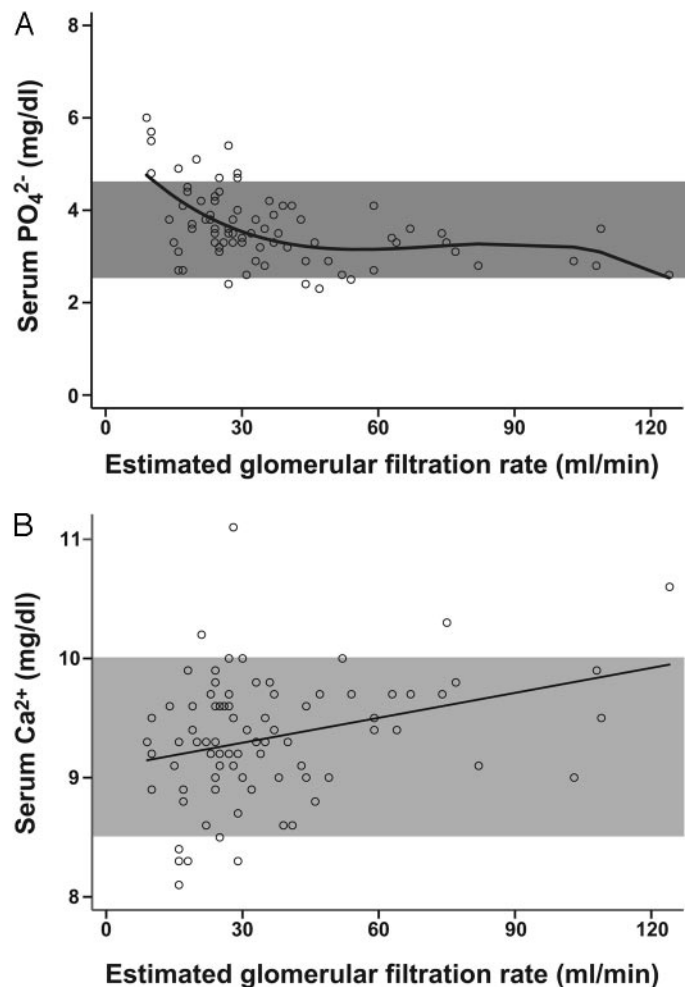 A
Serum PO₄²⁻ (mg/dl)
8
6
4
2
0
0 30 60 90 120
Estimated glomerular filtration rate (ml/min)
B
Serum Ca²⁺ (mg/dl)
11
10
9
8
0 30 60 90 120
Estimated glomerular filtration rate (ml/min)